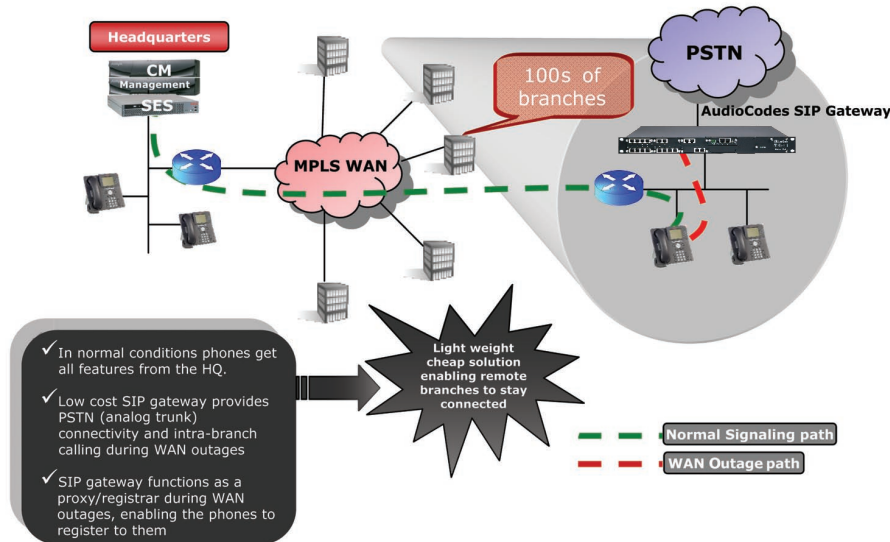 Headquarters
CM
Management
SES
MPLS WAN
100s of
branches
PSTN
AudioCodes SIP Gateway
✓ In normal conditions phones get
all features from the HQ.
✓ Low cost SIP gateway provides
PSTN (analog trunk)
connectivity and intra-branch
calling during WAN outages
✓ SIP gateway functions as a
proxy/registrar during WAN
outages, enabling the phones to
register to them
Light weight
cheap solution
enabling remote
branches to stay
connected
Normal Signaling path
WAN Outage path